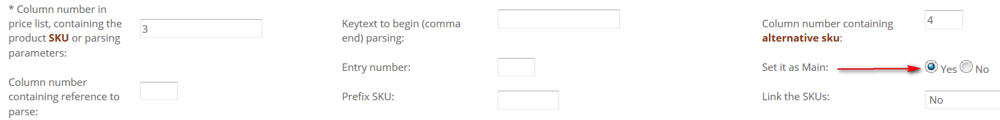 * Column number in
price list, containing the
product SKU or parsing
parameters:
3
Column number
containing reference to
parse:
Keytext to begin (comma
end) parsing:
Entry number:
Prefix SKU:
Column number containing
alternative sku:
4
Set it as Main:
Yes No
Link the SKUs:
No